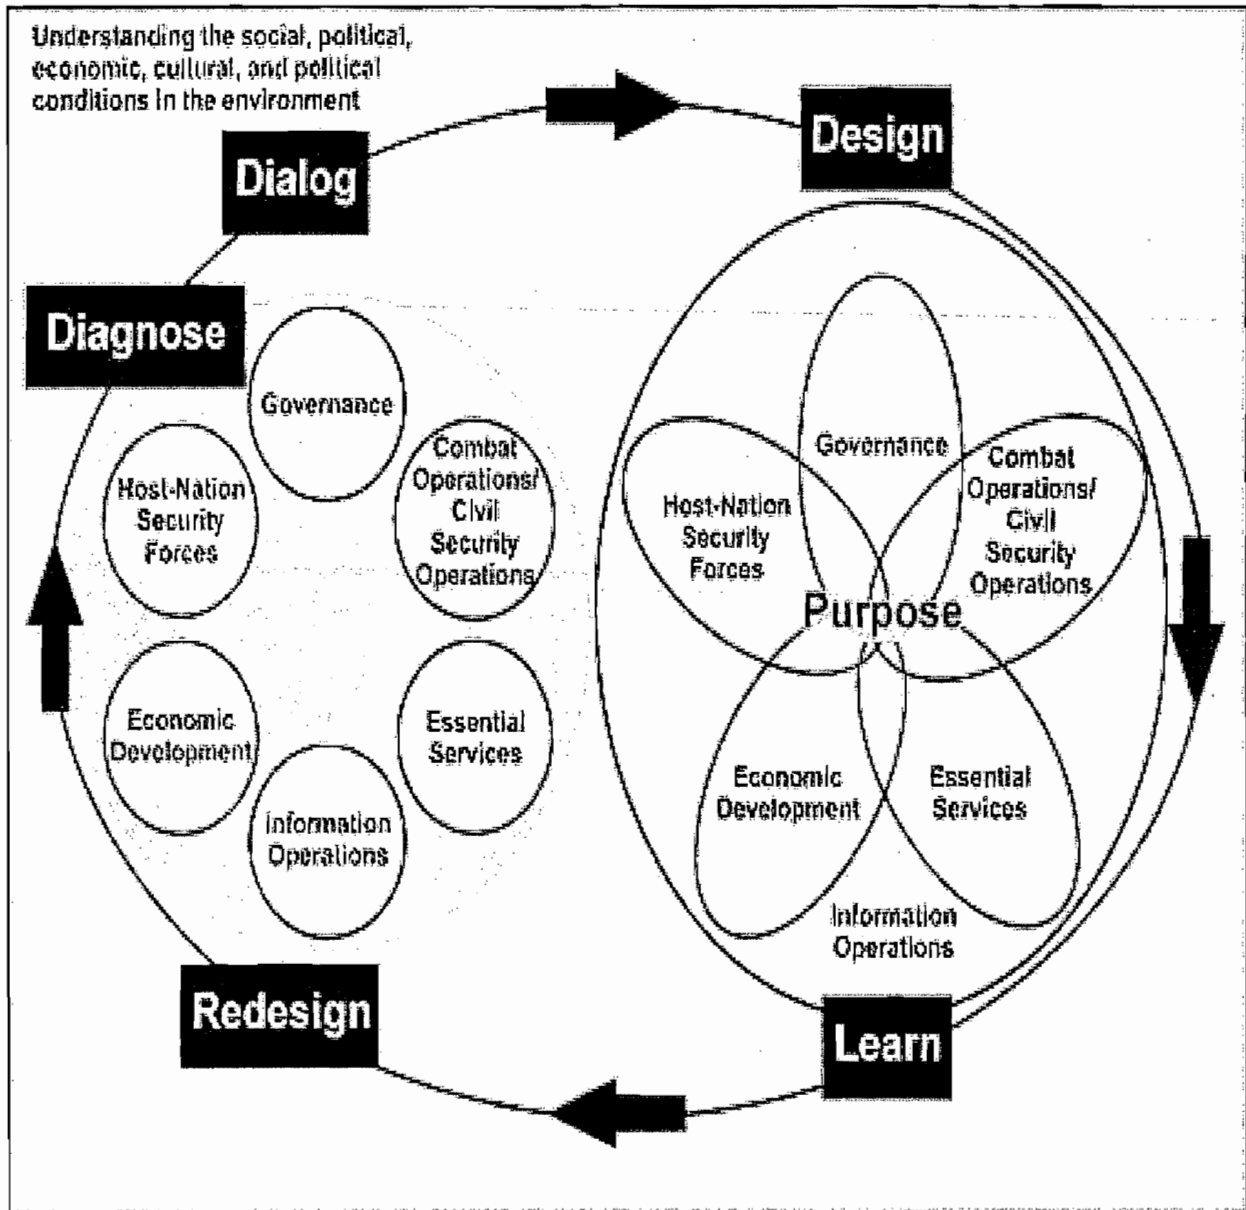 Understanding the social, political,
economic, cultural, and political
conditions in the environment
Dialog
Design
Diagnose
Governance
Host-Nation
Security
Forces
Combat
Operations/
Civil
Security
Operations
Economic
Development
Essential
Services
Information
Operations
Governance
Host-Nation
Security
Forces
Combat
Operations/
Civil
Security
Operations
Purpose
Economic
Development
Essential
Services
Information
Operations
Redesign
Learn